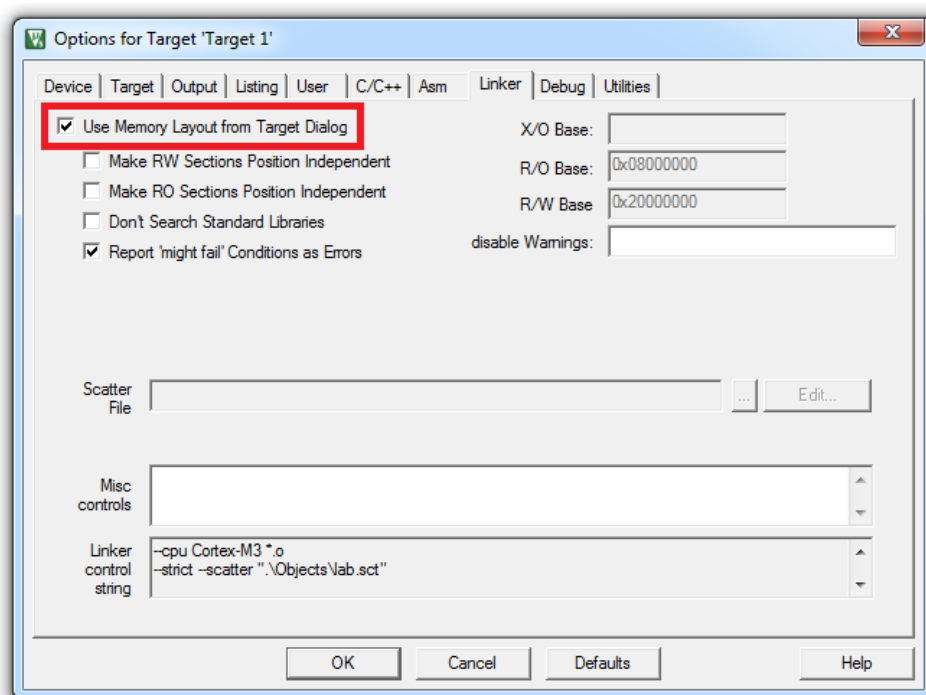 Options for Target 'Target 1'
Device Target Output Listing User C/C++ Asm Linker Debug Utilities
Use Memory Layout from Target Dialog
Make RW Sections Position Independent
Make RO Sections Position Independent
Don't Search Standard Libraries
Report 'might fail' Conditions as Errors
X/O Base:
R/O Base: 0x08000000
R/W Base 0x20000000
disable Warnings:
Scatter
File
... Edit...
Misc
controls
Linker
control
string
--cpu Cortex-M3 *.o
--strict --scatter ".\Objects\lab.sct"
OK Cancel Defaults Help